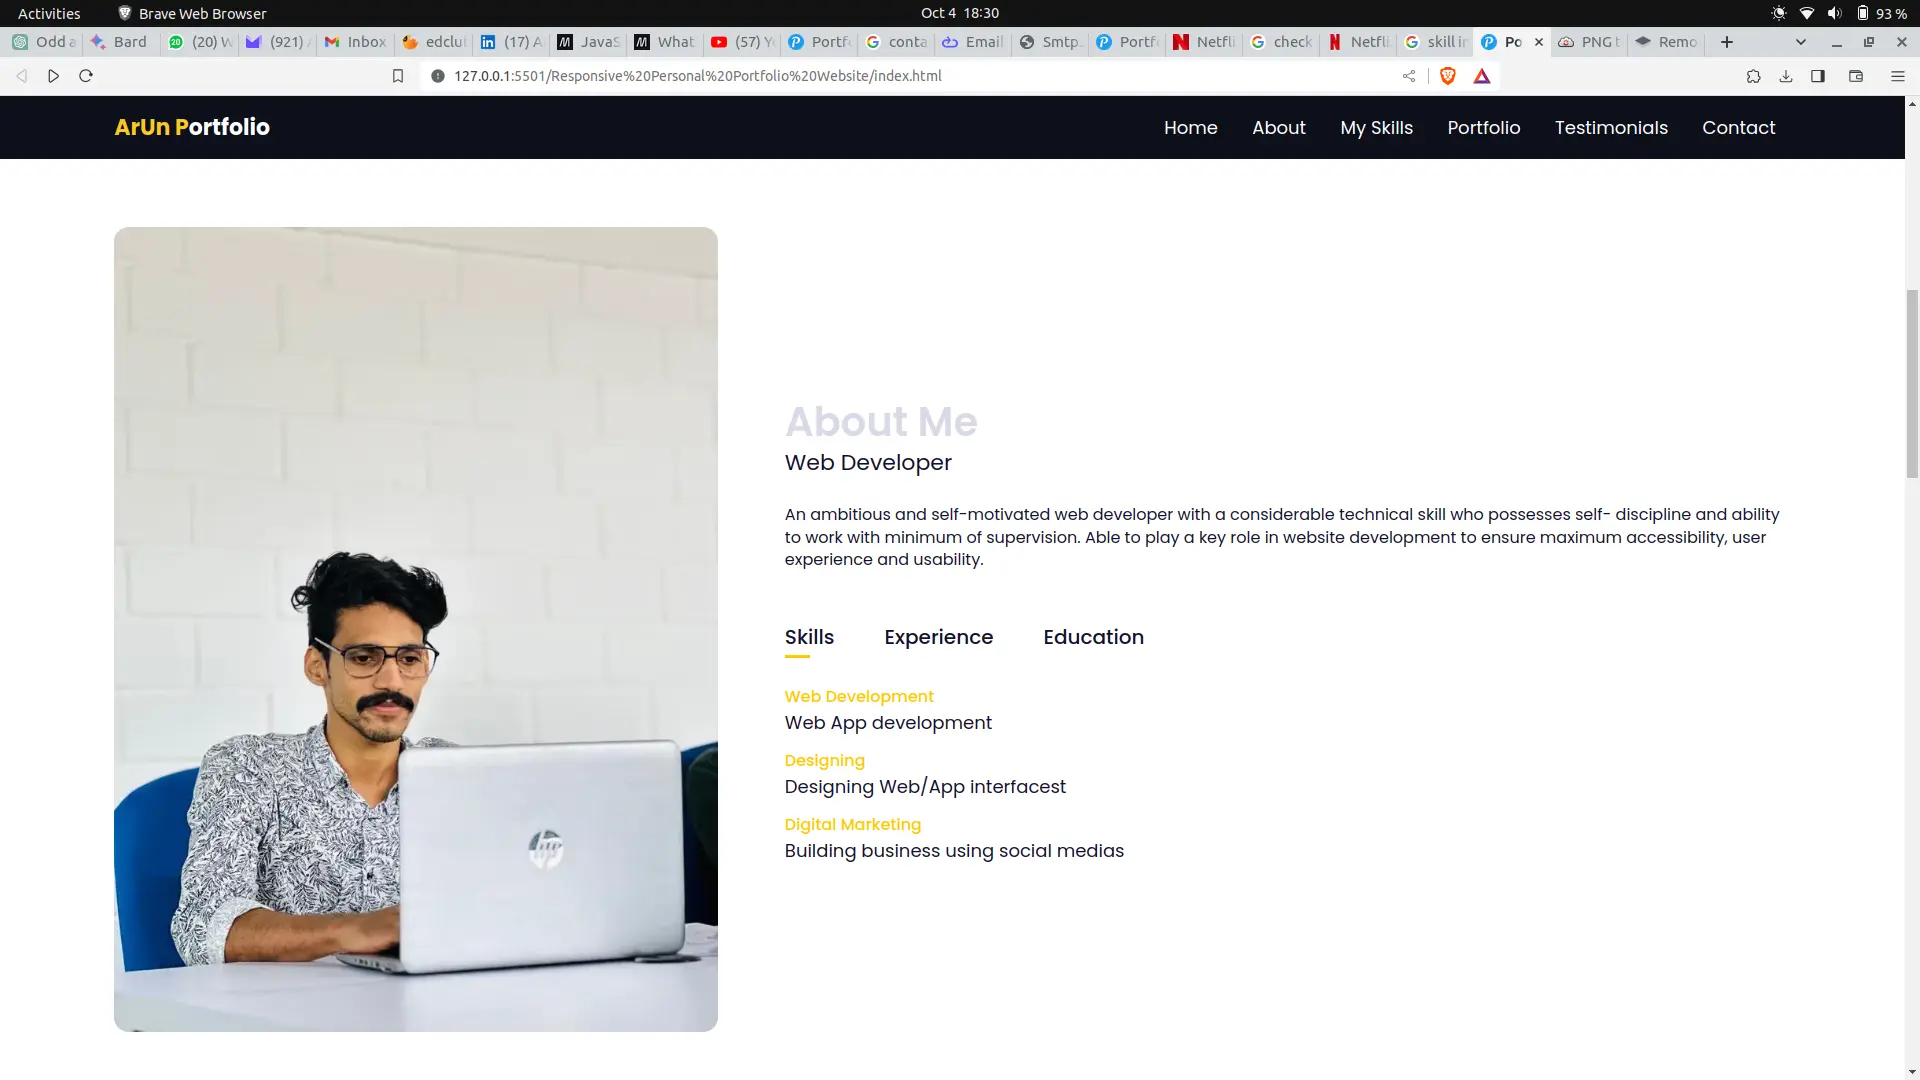 Activities
Brave Web Browser
Oct 4 18:30
93 %
Odd a
Bard
(20) W
(921)
Inbox
edclu
(17) A
JavaS
What
(57) Y
Portf
conta
Email
Smtp
Portf
Netfli
check
Netfli
skill in
Po
PNG t
Remo
127.0.0.1:5501/Responsive%20Personal%20Portfolio%20Website/index.html
ArUn Portfolio
Home
About
My Skills
Portfolio
Testimonials
Contact
About Me
Web Developer
An ambitious and self-motivated web developer with a considerable technical skill who possesses self- discipline and ability
to work with minimum of supervision. Able to play a key role in website development to ensure maximum accessibility, user
experience and usability.
Skills
Experience
Education
Web Development
Web App development
Designing
Designing Web/App interfacest
Digital Marketing
Building business using social medias
hp